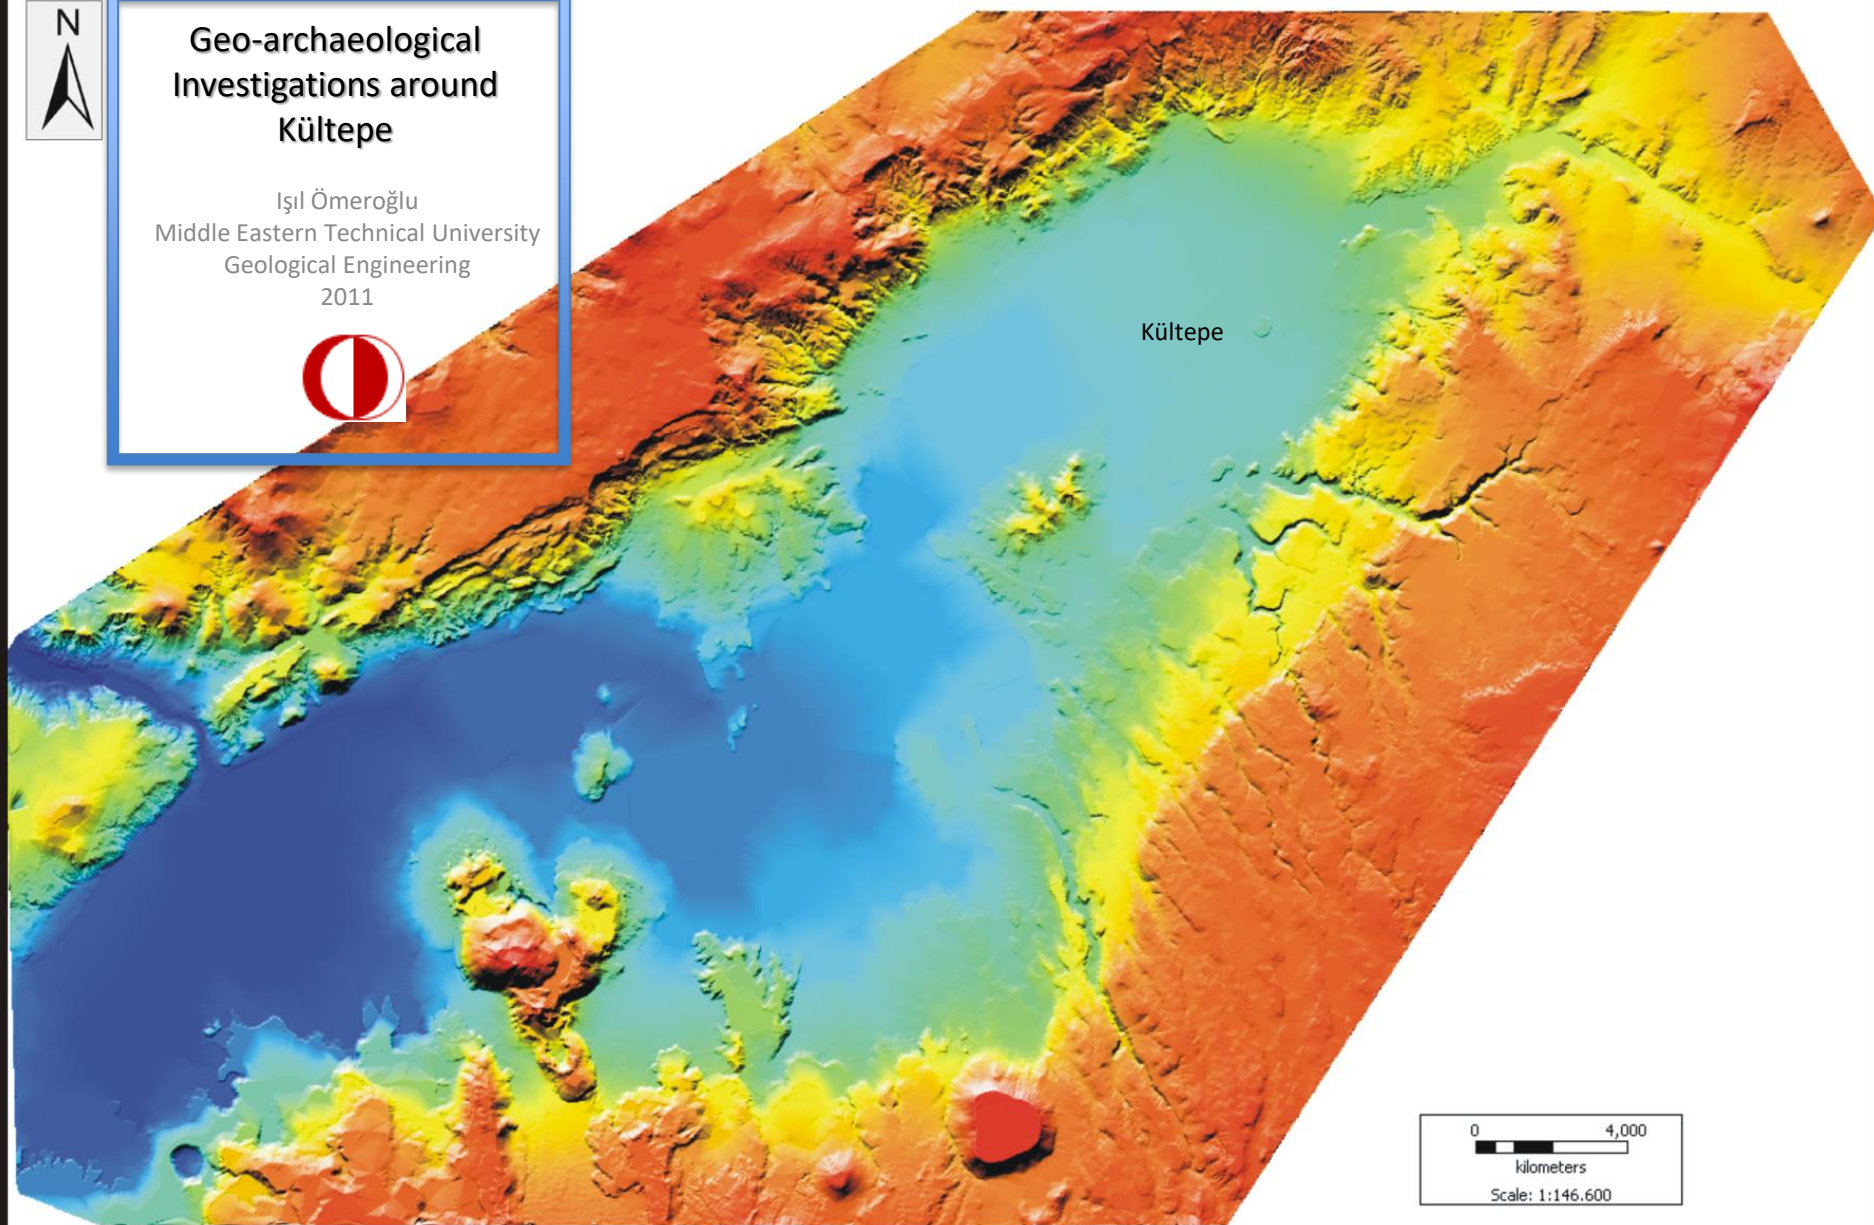 N
Geo-archaeological
Investigations around
Kültepe
Işıl Ömeroğlu
Middle Eastern Technical University
Geological Engineering
2011
Kültepe
0 4,000
kilometers
Scale: 1:146.600